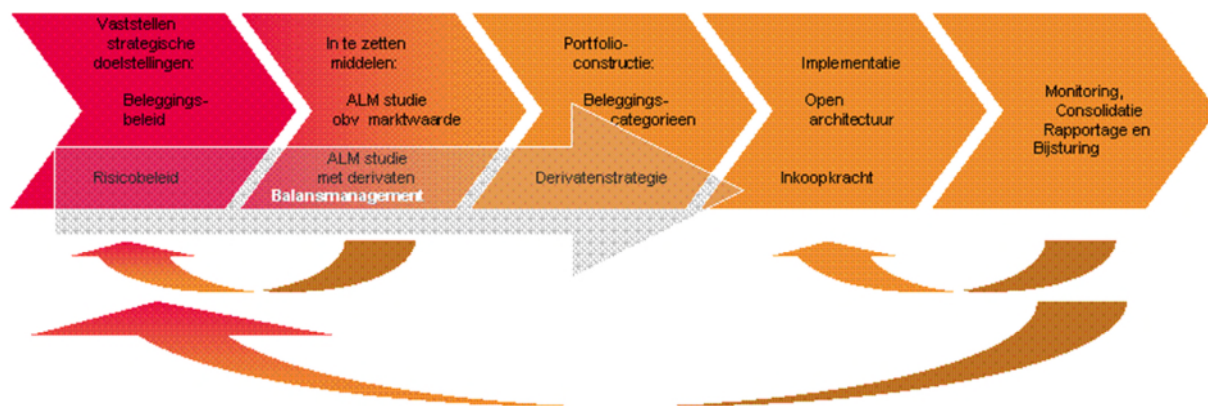 Vaststellen
strategische
doelstellingen:
Beleggings-
beleid
Risicobeleid
In te zetten
middelen:
ALM studie
obv marktwaarde
ALM studie
met derivaten
Balansmanagement
Portfolio-
constructie:
Beleggings-
categorieen
Derivatenstrategie
Implementatie
Open
architectuur
Inkoopkracht
Monitoring,
Consolidatie
Rapportage en
Bijsturing